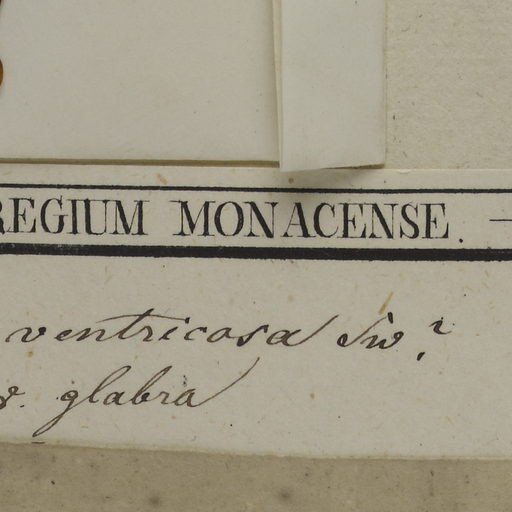 REGIUM MONACENSE.
ventricosa Sw.?
v. glabra